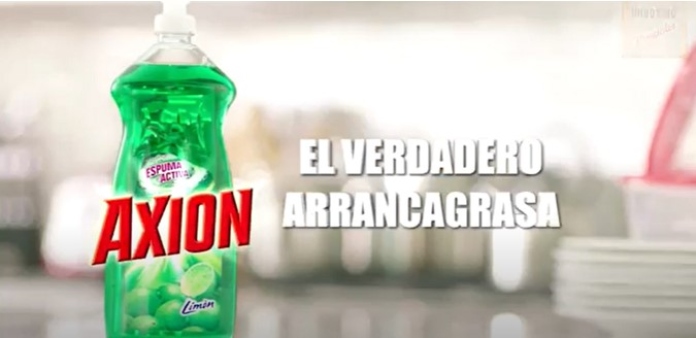 ESPUMA
ACTIVA
AXION
Limón
EL VERDADERO
ARRANCAGRASA